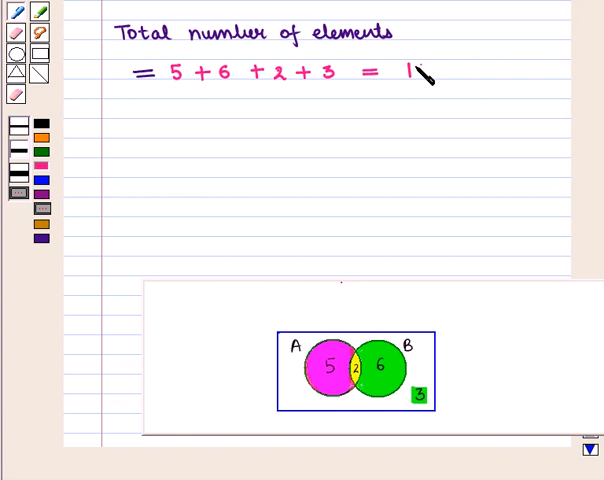 Total number of elements
= 5 + 6 + 2 + 3 = 1
A B
5 2 6
3